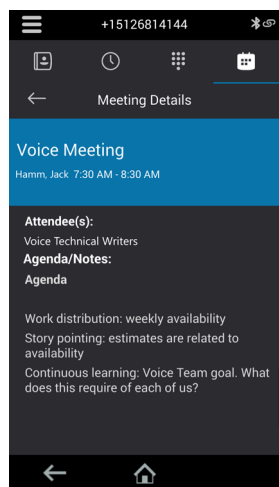 +15126814144
Meeting Details
Voice Meeting
Hamm, Jack 7:30 AM - 8:30 AM
Attendee(s):
Voice Technical Writers
Agenda/Notes:
Agenda
Work distribution: weekly availability
Story pointing: estimates are related to
availability
Continuous learning: Voice Team goal. What
does this require of each of us?